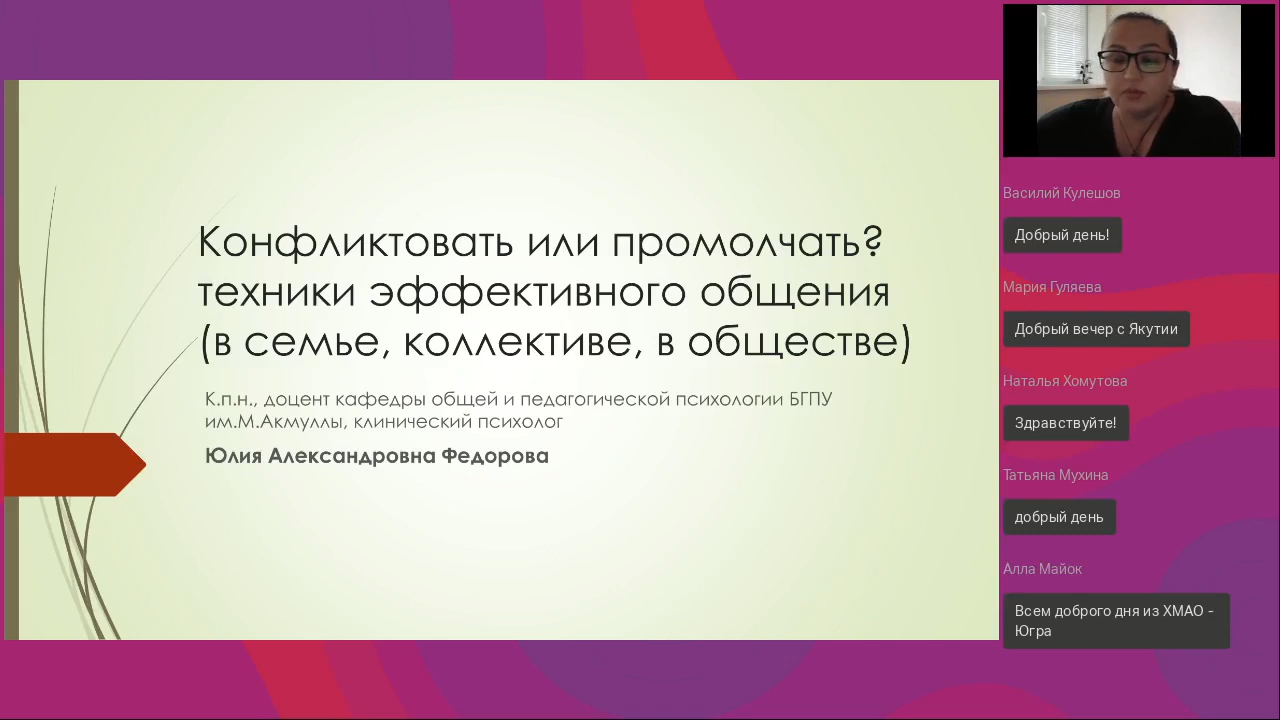 Конфликтовать или промолчать?
техники эффективного общения
(в семье, коллективе, в обществе)
К.п.н., доцент кафедры общей и педагогической психологии БГПУ
им.М.Акмуллы, клинический психолог
Юлия Александровна Федорова
Василий Кулешов
Добрый день!
Мария Гуляева
Добрый вечер с Якутии
Наталья Хомутова
Здравствуйте!
Татьяна Мухина
добрый день
Алла Майок
Всем доброго дня из ХМАО -
Югра